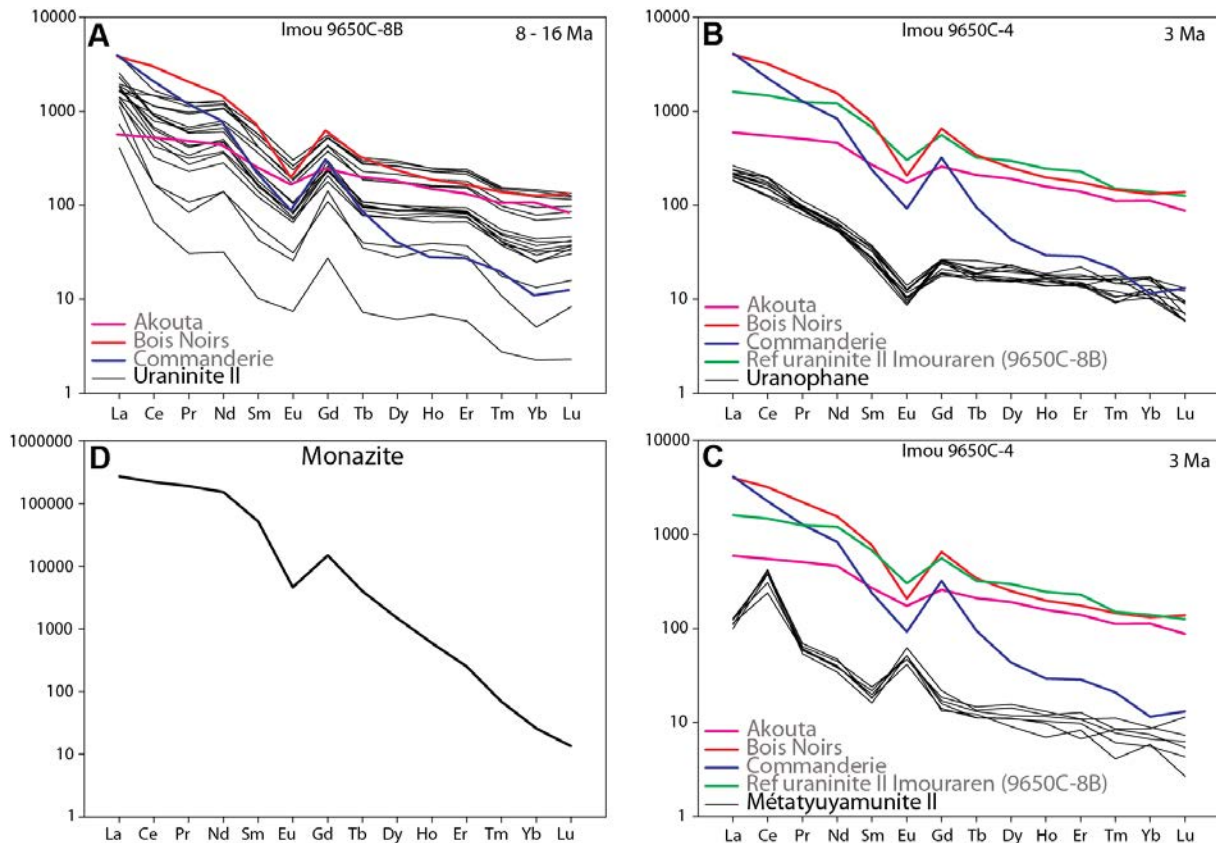 A
Imou 9650C-8B
8 - 16 Ma
10000
1000
100
10
1
Akouta
Bois Noirs
Commanderie
Uraninite II
La Ce Pr Nd Sm Eu Gd Tb Dy Ho Er Tm Yb Lu
B
Imou 9650C-4
3 Ma
10000
1000
100
10
1
Akouta
Bois Noirs
Commanderie
Ref uraninite II Imouraren (9650C-8B)
Uranophane
La Ce Pr Nd Sm Eu Gd Tb Dy Ho Er Tm Yb Lu
D
Monazite
1000000
100000
10000
1000
100
10
1
La Ce Pr Nd Sm Eu Gd Tb Dy Ho Er Tm Yb Lu
C
Imou 9650C-4
3 Ma
10000
1000
100
10
1
Akouta
Bois Noirs
Commanderie
Ref uraninite II Imouraren (9650C-8B)
Métatyuyamunite II
La Ce Pr Nd Sm Eu Gd Tb Dy Ho Er Tm Yb Lu